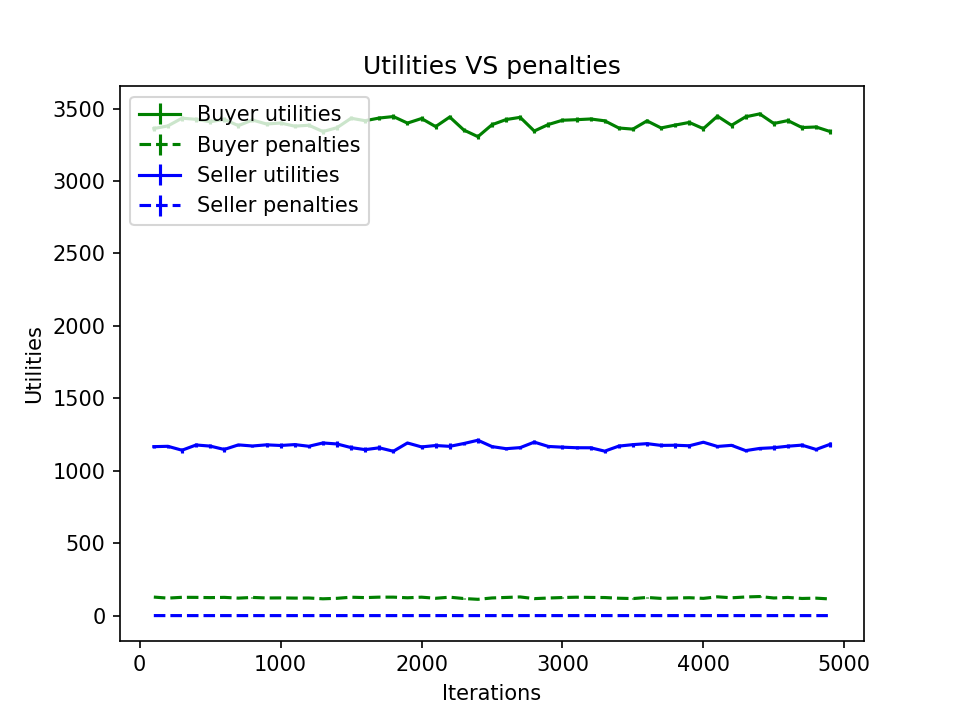 Utilities VS penalties
Buyer utilities
Buyer penalties
Seller utilities
Seller penalties
3500
3000
2500
2000
1500
1000
500
0
Utilities
0 1000 2000 3000 4000 5000
Iterations